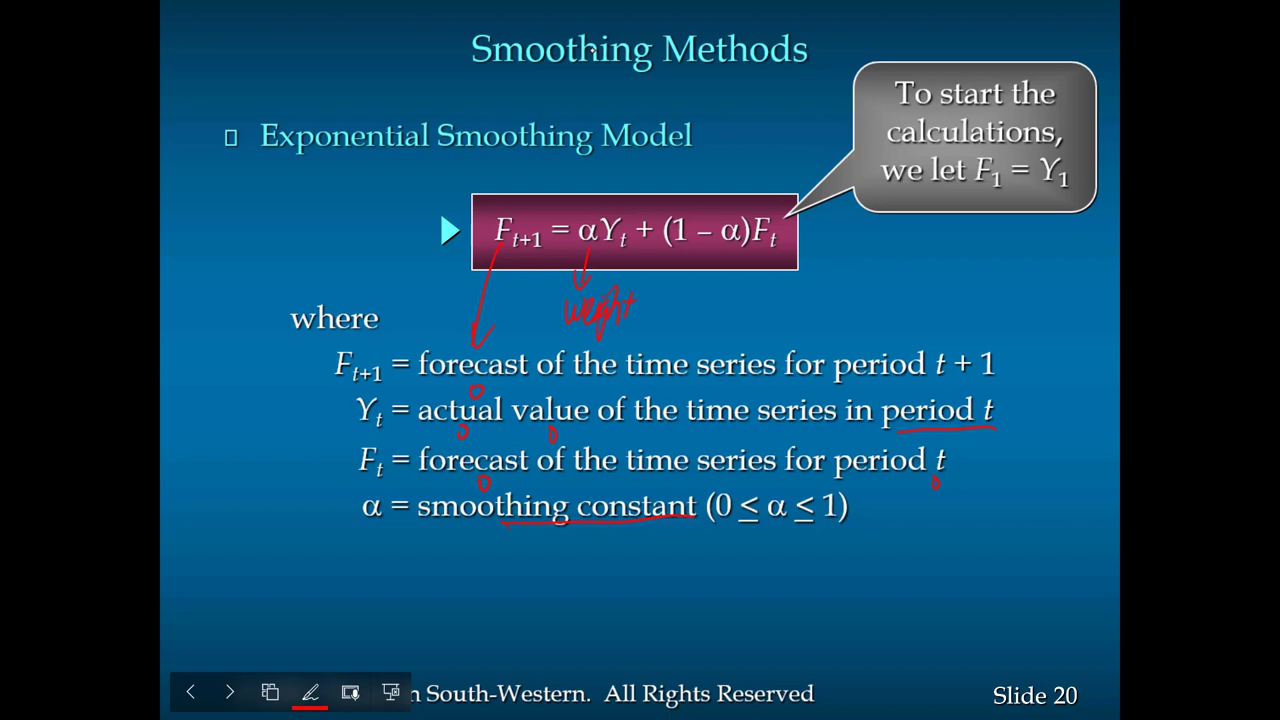 Smoothing Methods
To start the
calculations,
we let F₁ = Y₁
▯ Exponential Smoothing Model
Fₜ₊₁ = αYₜ + (1 – α)Fₜ
weight
where
Fₜ₊₁ = forecast of the time series for period t + 1
Yₜ = actual value of the time series in period t
Fₜ = forecast of the time series for period t
α = smoothing constant (0 ≤ α ≤ 1)
n South-Western. All Rights Reserved
Slide 20